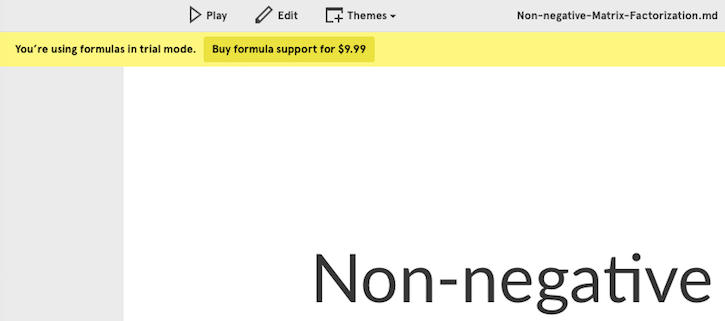 Play Edit Themes Non-negative-Matrix-Factorization.md
You’re using formulas in trial mode. Buy formula support for $9.99
Non-negative